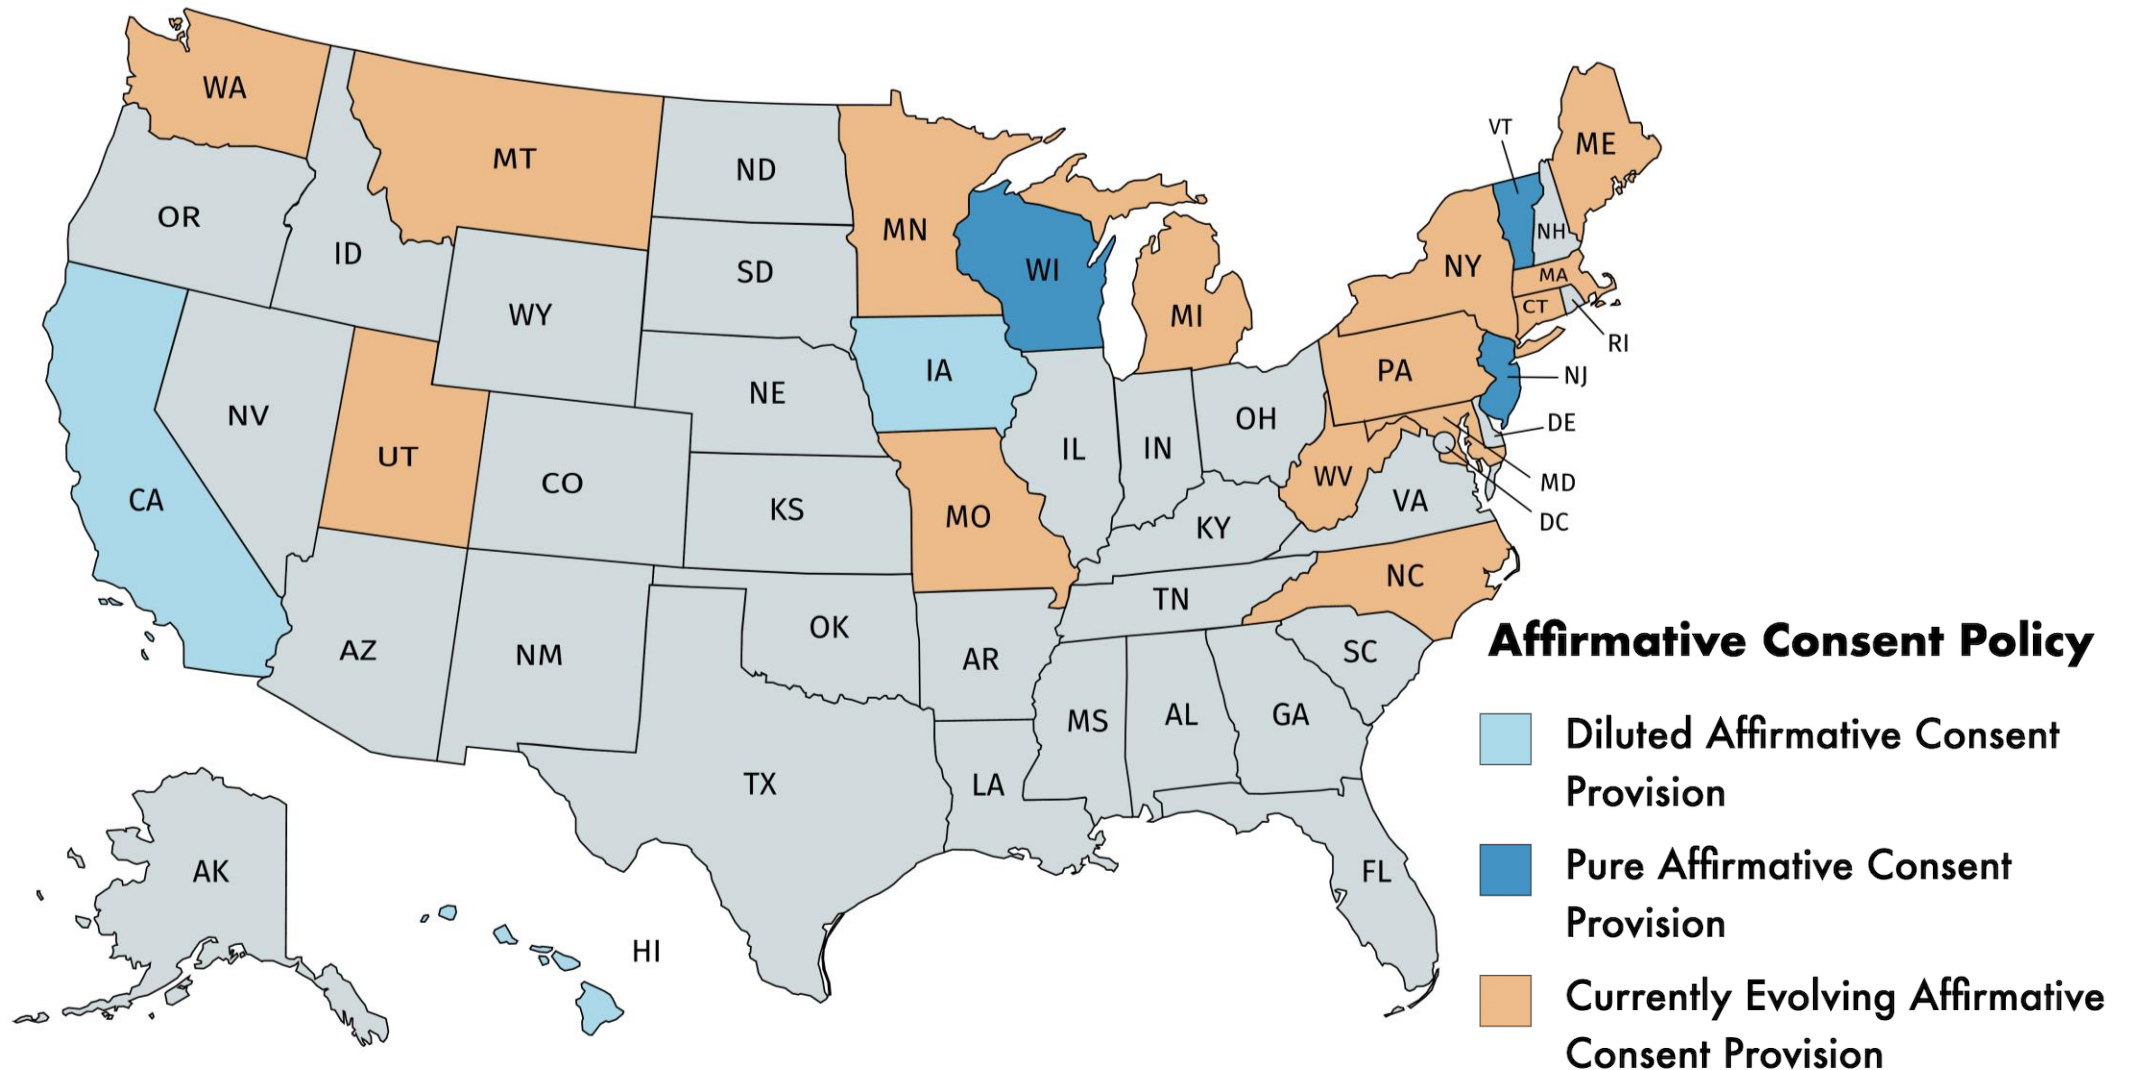 WA
MT
ND
MN
VT
ME
OR
ID
SD
WI
NY
NH
MA
CT
RI
WY
MI
IA
PA
NJ
NE
NV
UT
CO
IL
IN
OH
DE
WV
MD
CA
KS
MO
KY
VA
DC
NC
TN
OK
AZ
NM
AR
SC
MS
AL
GA
TX
LA
FL
AK
HI
Affirmative Consent Policy
Diluted Affirmative Consent
Provision
Pure Affirmative Consent
Provision
Currently Evolving Affirmative
Consent Provision